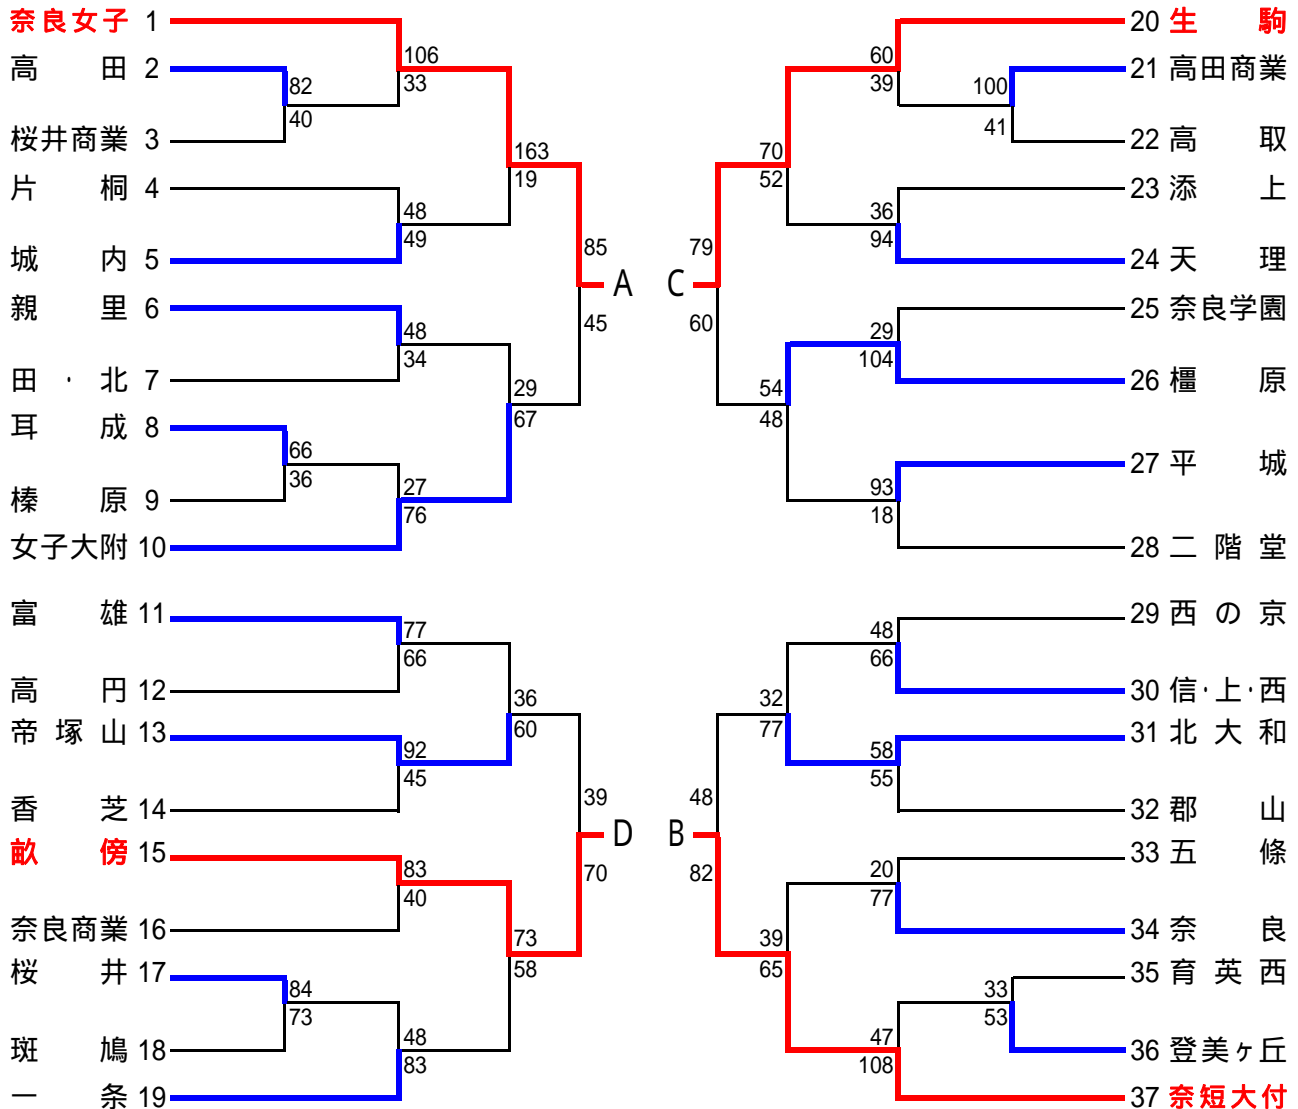 奈良女子 1
106
高 田 2
82
33
40
桜井商業 3
163
19
片 桐 4
48
49
城 内 5
85
A
親 里 6
45
48
34
田・北 7
29
67
耳 成 8
66
36
榛 原 9
27
76
女子大附 10
富 雄 11
77
66
高 円 12
36
60
帝塚山 13
92
45
香 芝 14
39
D
70
畝 傍 15
83
40
奈良商業 16
73
58
桜 井 17
84
73
斑 鳩 18
48
83
一 条 19
20 生 駒
60
39
21 高田商業
100
41
22 高 取
70
52
23 添 上
36
94
24 天 理
79
C
60
25 奈良学園
29
104
26 橿 原
54
48
27 平 城
93
18
28 二階堂
29 西の京
48
66
30 信・上・西
32
77
31 北大和
58
55
32 郡 山
48
B
82
33 五 條
20
77
34 奈 良
39
65
35 育英西
33
53
36 登美ヶ丘
47
108
37 奈短大付